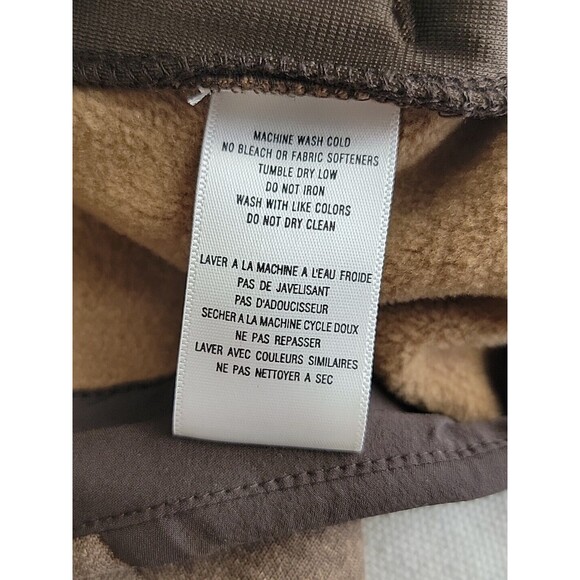 MACHINE WASH COLD
NO BLEACH OR FABRIC SOFTENERS
TUMBLE DRY LOW
DO NOT IRON
WASH WITH LIKE COLORS
DO NOT DRY CLEAN
LAVER A LA MACHINE A L'EAU FROIDE
PAS DE JAVELISANT
PAS D'ADOUCISSEUR
SECHER A LA MACHINE CYCLE DOUX
NE PAS REPASSER
LAVER AVEC COULEURS SIMILAIRES
NE PAS NETTOYER A SEC